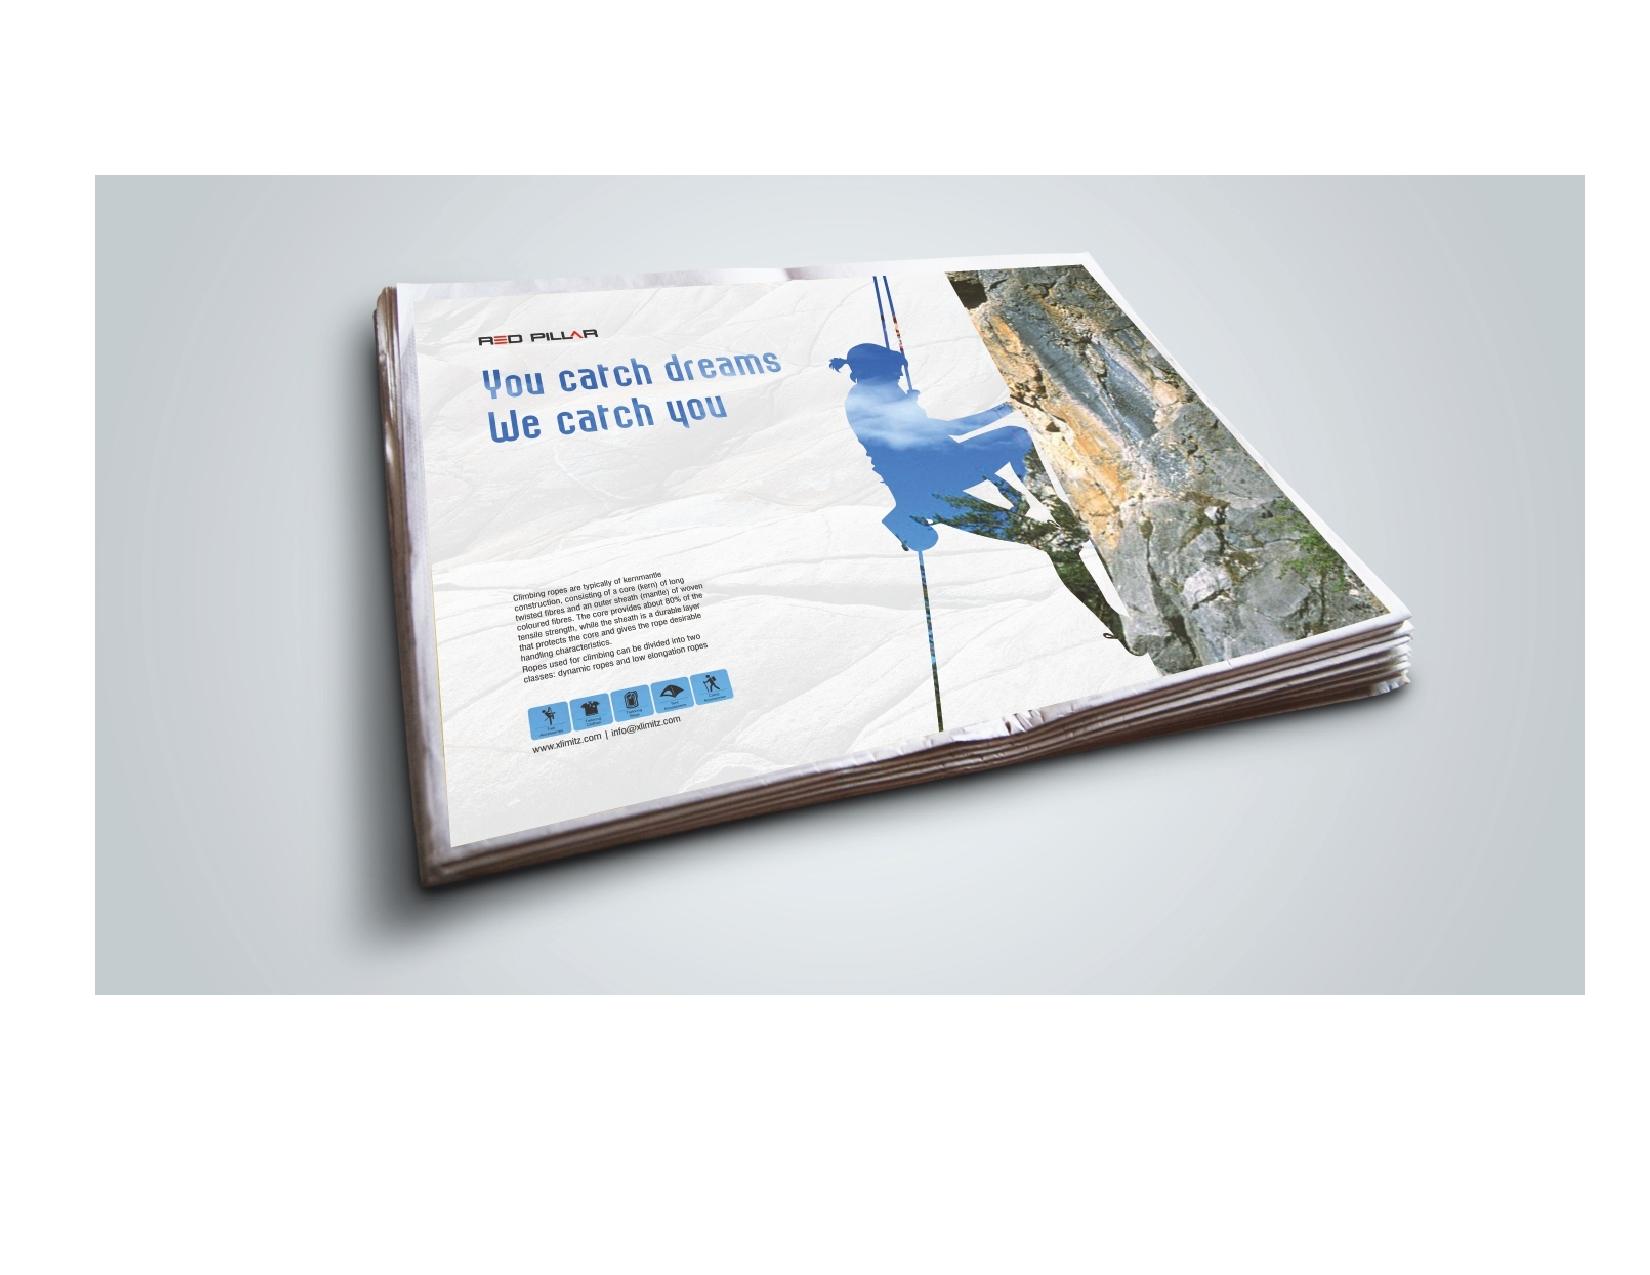 RED PILLAR
You catch dreams
We catch you
Climbing ropes are typically of kernmantle
construction, consisting of a core (kern) of long
twisted fibres and an outer sheath (mantle) of woven
coloured fibres. The core provides about 80% of the
tensile strength, while the sheath is a durable layer
that protects the core and gives the rope desirable
handling characteristics.
Ropes used for climbing can be divided into two
classes: dynamic ropes and low elongation ropes.
www.xlimitz.com | info@xlimitz.com